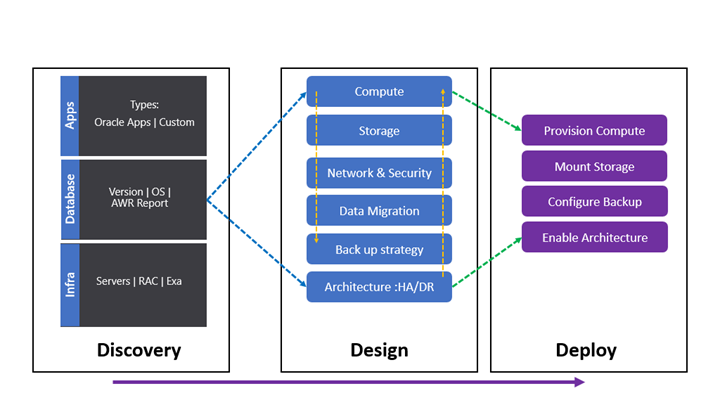 Apps
Types:
Oracle Apps | Custom
Database
Version | OS |
AWR Report
Infra
Servers | RAC | Exa
Discovery
Compute
Storage
Network & Security
Data Migration
Back up strategy
Architecture :HA/DR
Design
Provision Compute
Mount Storage
Configure Backup
Enable Architecture
Deploy